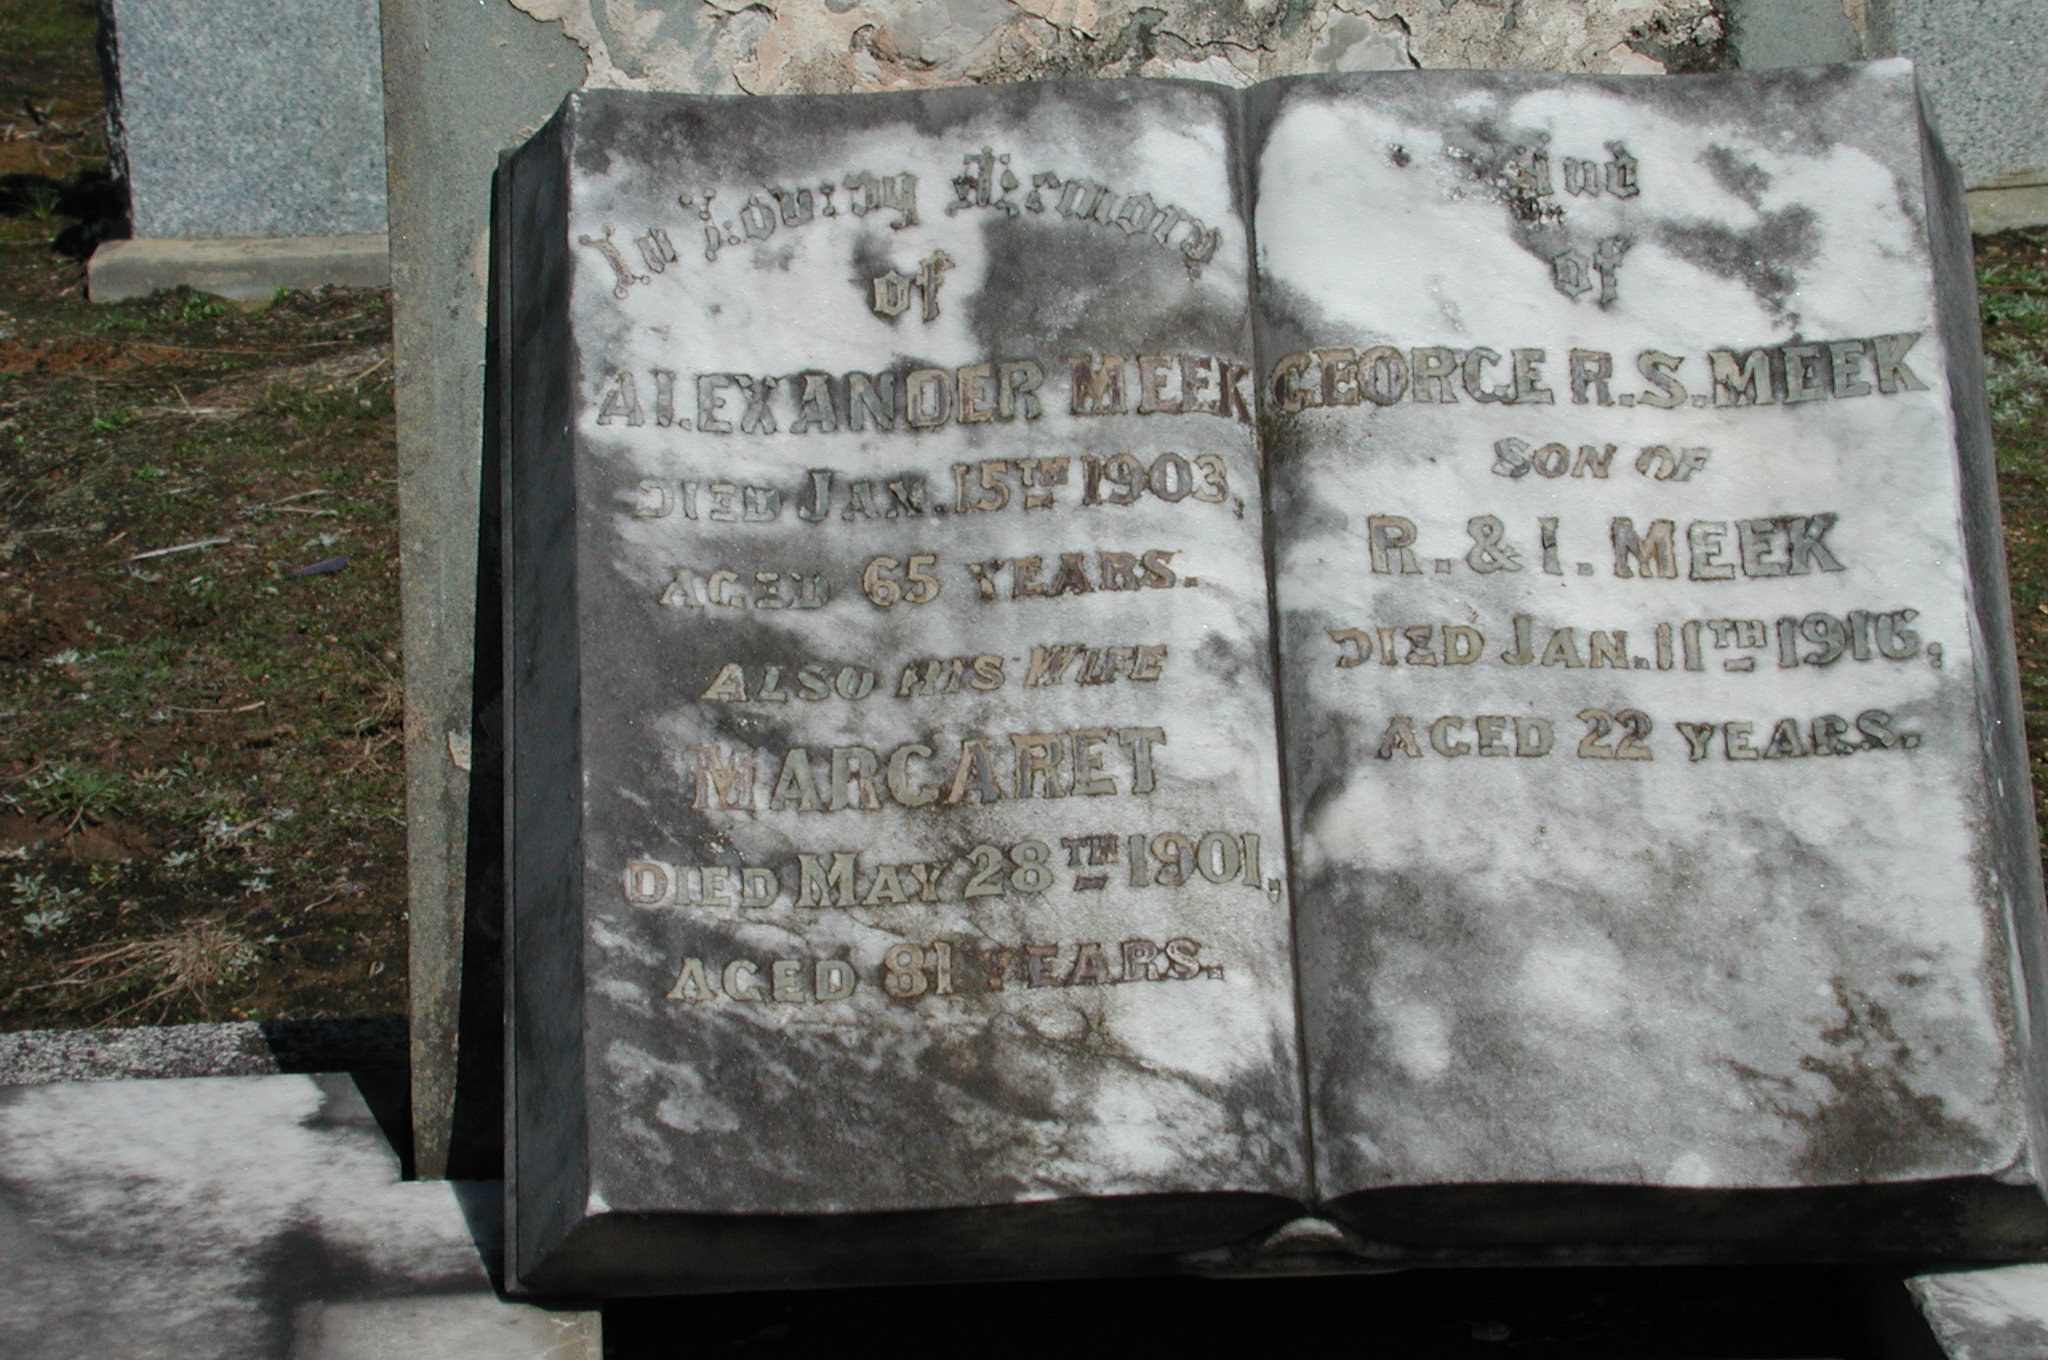 In Loving Memory
of
ALEXANDER MEEK
DIED JAN. 15TH 1903,
AGED 65 YEARS.
ALSO HIS WIFE
MARGARET
DIED MAY 28TH 1901,
AGED 81 YEARS.
And
of
GEORGE R.S. MEEK
SON OF
R. & I. MEEK
DIED JAN. 11TH 1916,
AGED 22 YEARS.